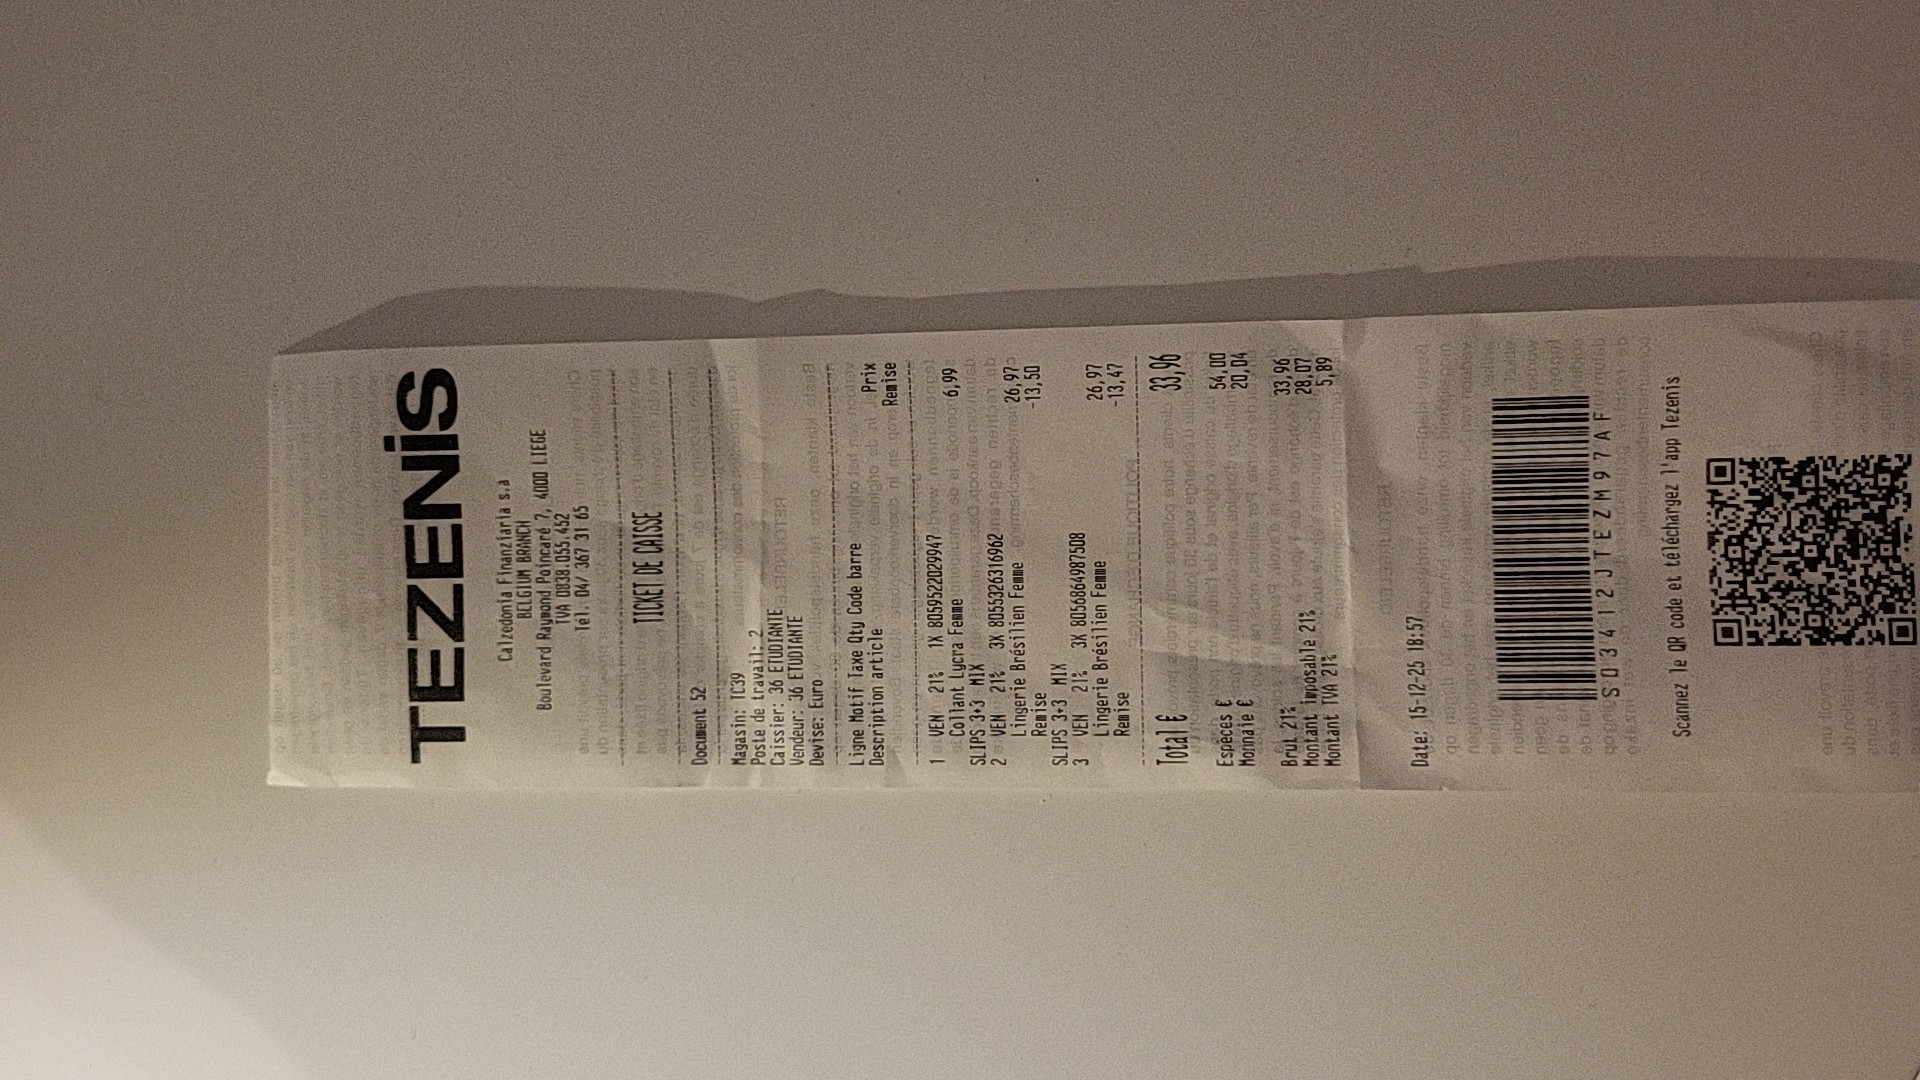 TEZENIS
Calzedonia Finanziaria s.a
BELGIUM BRANCH
Boulevard Raymond Poincaré 7, 4000 LIEGE
TVA 0838.055.452
Tél. 04/ 367 31 65
TICKET DE CAISSE
Document 52
Magasin: TC39
Poste de travail: 2
Caissier: 36 ETUDIANTE
Vendeur: 36 ETUDIANTE
Devise: Euro
Ligne Motif Taxe Qty Code barre Prix
Description article Remise
1 VEN 21% 1X 8059522029947 6,99
Collant Lycra Femme
SLIPS 3+3 MIX
2 VEN 21% 3X 8055326316962 26,97
Lingerie Brésilien Femme -13,50
Remise
SLIPS 3+3 MIX
3 VEN 21% 3X 8056864987508 26,97
Lingerie Brésilien Femme -13,47
Remise
Total € 33,96
Espèces € 54,00
Monnaie € 20,04
Brut 21% 33,96
Montant imposable 21% 28,07
Montant TVA 21% 5,89
Date: 15-12-25 18:57
S03412JTEZM97AF
Scannez le QR code et téléchargez l'app Tezenis